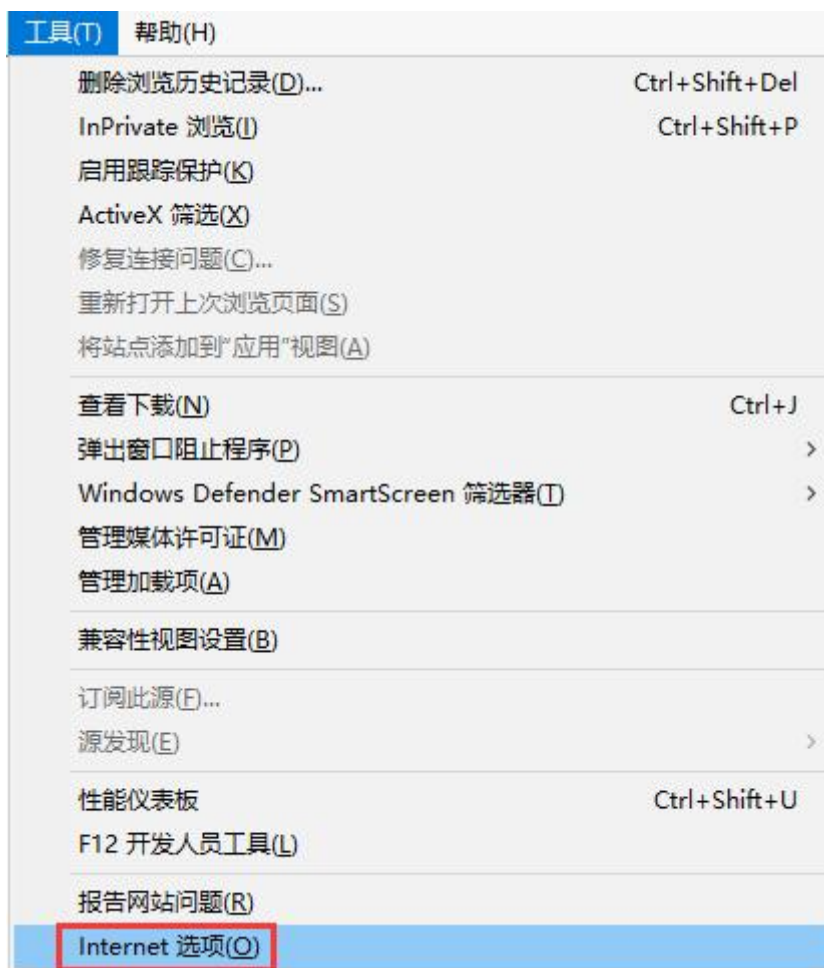 工具(T) 帮助(H)
删除浏览历史记录(D)... Ctrl+Shift+Del
InPrivate 浏览(I) Ctrl+Shift+P
启用跟踪保护(K)
ActiveX 筛选(X)
修复连接问题(C)...
重新打开上次浏览页面(S)
将站点添加到"应用"视图(A)
查看下载(N) Ctrl+J
弹出窗口阻止程序(P)
Windows Defender SmartScreen 筛选器(T)
管理媒体许可证(M)
管理加载项(A)
兼容性视图设置(B)
订阅此源(F)...
源发现(E)
性能仪表板 Ctrl+Shift+U
F12 开发人员工具(L)
报告网站问题(R)
Internet 选项(O)